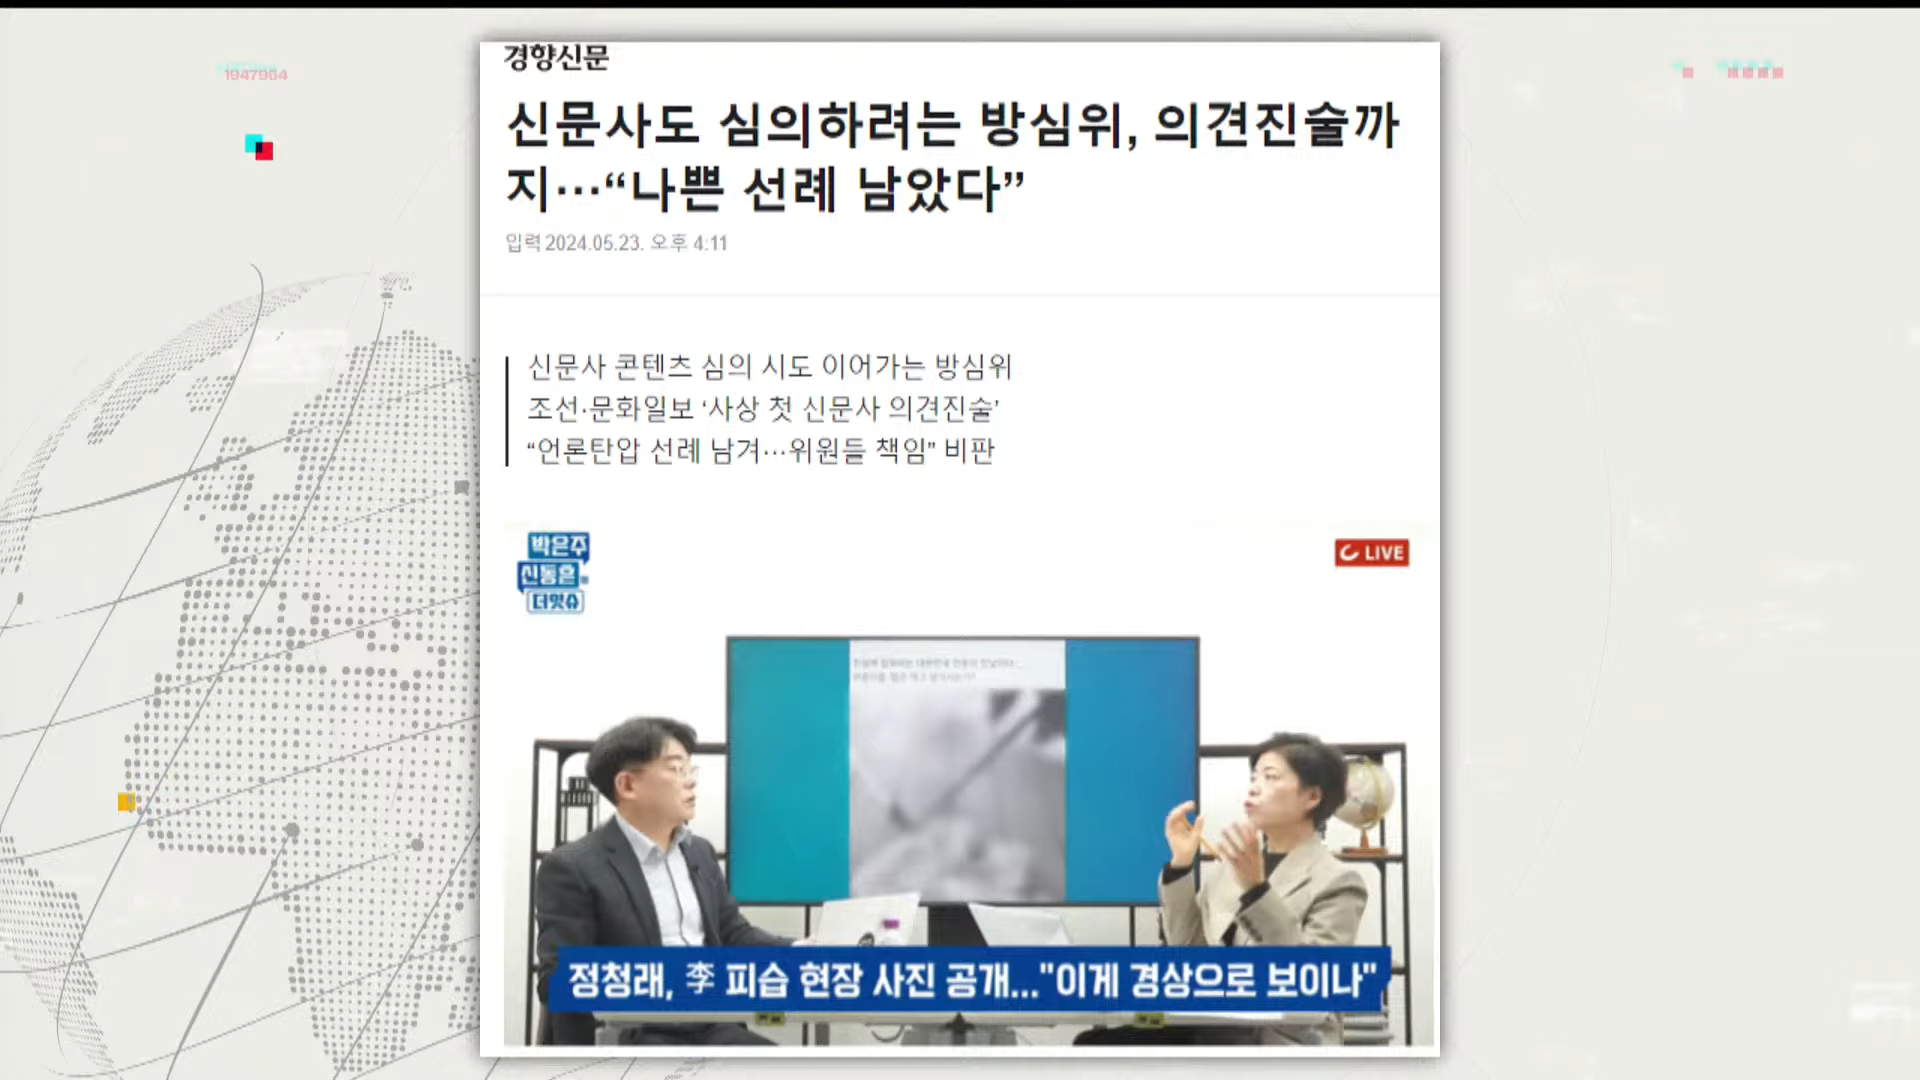 1947904
경향신문
신문사도 심의하려는 방심위, 의견진술까
지…“나쁜 선례 남았다”
입력 2024.05.23. 오후 4:11
신문사 콘텐츠 심의 시도 이어가는 방심위
조선·문화일보 ‘사상 첫 신문사 의견진술’
“언론탄압 선례 남겨…위원들 책임” 비판
박은주
신동흔의
더잇슈
LIVE
정청래, 李 피습 현장 사진 공개..."이게 경상으로 보이나"